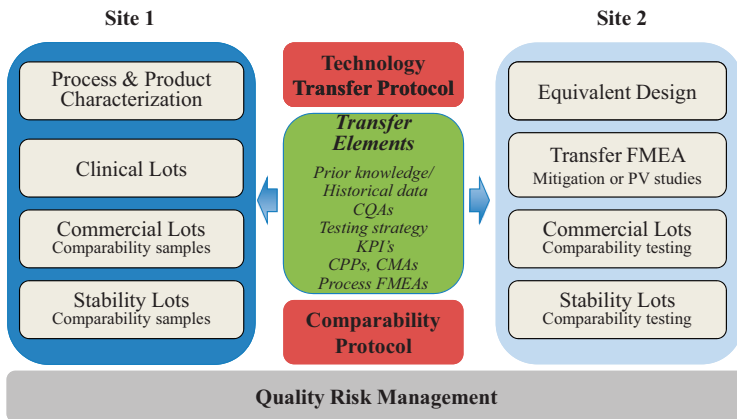 Site 1
Process & Product
Characterization
Clinical Lots
Commercial Lots
Comparability samples
Stability Lots
Comparability samples
Technology
Transfer Protocol
Transfer
Elements
Prior knowledge/
Historical data
CQAs
Testing strategy
KPI's
CPPs, CMAs
Process FMEAs
Comparability
Protocol
Site 2
Equivalent Design
Transfer FMEA
Mitigation or PV studies
Commercial Lots
Comparability testing
Stability Lots
Comparability testing
Quality Risk Management